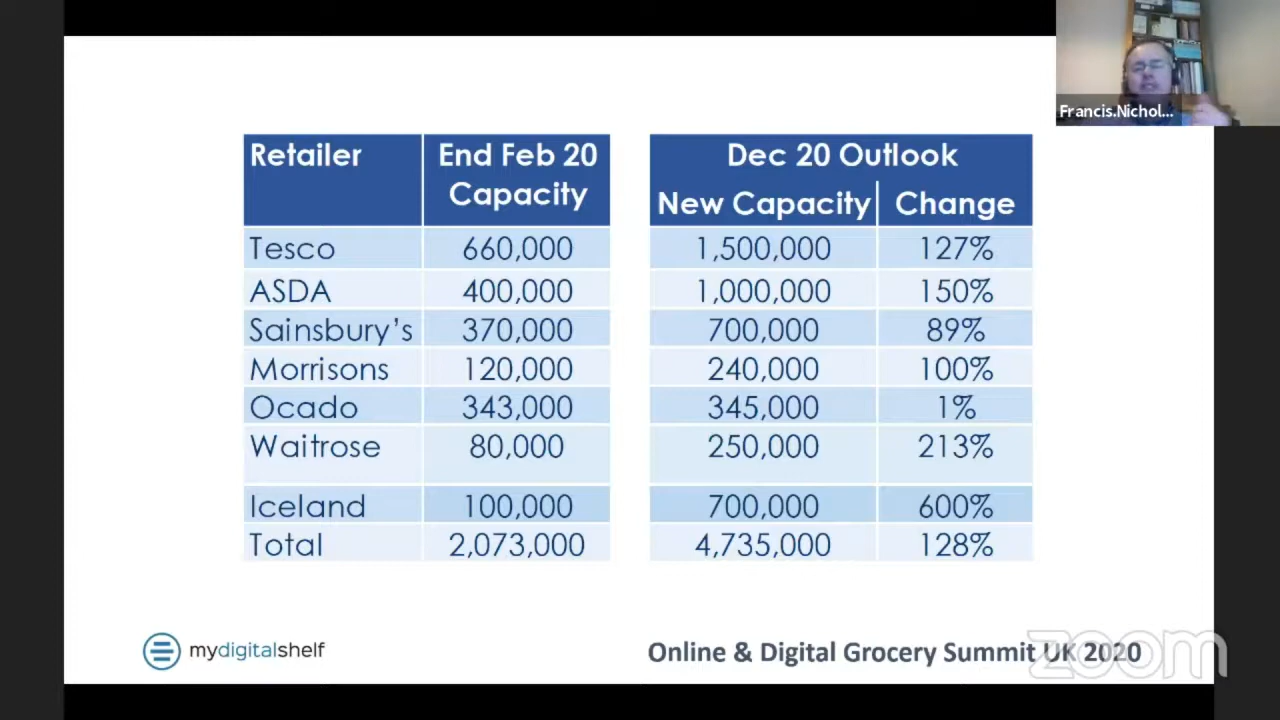 Francis.Nichol...
Retailer
End Feb 20
Capacity
Dec 20 Outlook
New Capacity Change
Tesco 660,000 1,500,000 127%
ASDA 400,000 1,000,000 150%
Sainsbury's 370,000 700,000 89%
Morrisons 120,000 240,000 100%
Ocado 343,000 345,000 1%
Waitrose 80,000 250,000 213%
Iceland 100,000 700,000 600%
Total 2,073,000 4,735,000 128%
mydigitalshelf
Online & Digital Grocery Summit UK 2020
zoom